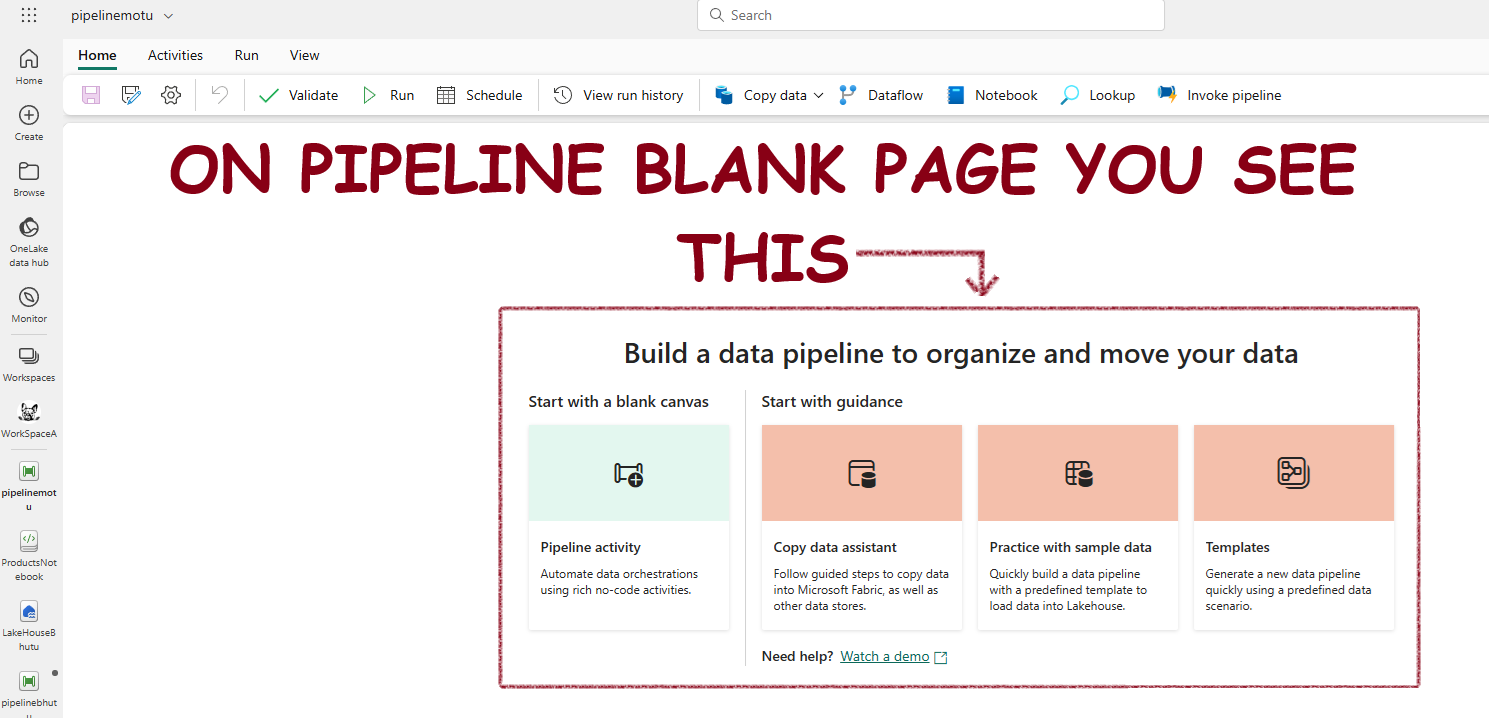 pipelinemotu
Search
Home Activities Run View
Validate Run Schedule View run history Copy data Dataflow Notebook Lookup Invoke pipeline
Home
Create
Browse
OneLake
data hub
Monitor
Workspaces
WorkSpaceA
pipelinemot
u
ProductsNot
ebook
LakeHouseB
hutu
pipelinebhut
ON PIPELINE BLANK PAGE YOU SEE
THIS
Build a data pipeline to organize and move your data
Start with a blank canvas
Pipeline activity
Automate data orchestrations
using rich no-code activities.
Start with guidance
Copy data assistant
Follow guided steps to copy data
into Microsoft Fabric, as well as
other data stores.
Practice with sample data
Quickly build a data pipeline
with a predefined template to
load data into Lakehouse.
Templates
Generate a new data pipeline
quickly using a predefined data
scenario.
Need help? Watch a demo